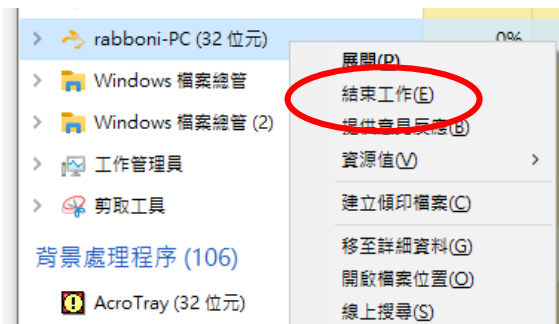 rabboni-PC (32 位元)
0%
Windows 檔案總管
Windows 檔案總管 (2)
工作管理員
剪取工具
背景處理程序 (106)
AcroTray (32 位元)
展開(P)
結束工作(E)
提供意見反應(B)
資源值(V)
建立傾印檔案(C)
移至詳細資料(G)
開啟檔案位置(O)
線上搜尋(S)